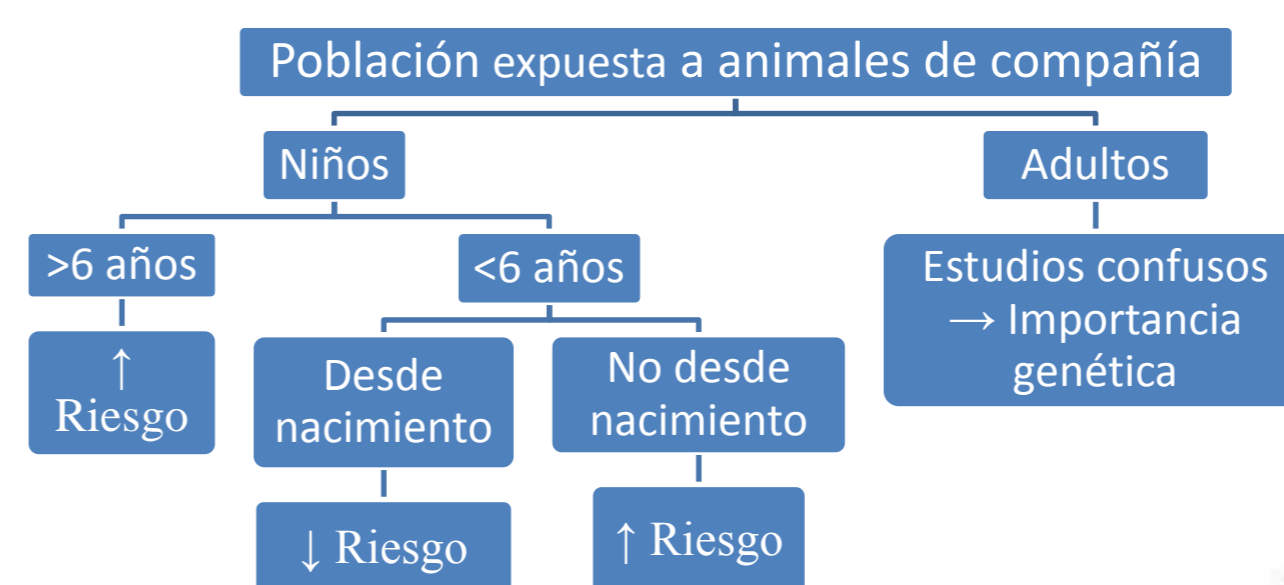 Población expuesta a animales de compañía
Niños
Adultos
>6 años
<6 años
Estudios confusos
→ Importancia
genética
↑
Riesgo
Desde
nacimiento
No desde
nacimiento
↓ Riesgo
↑ Riesgo